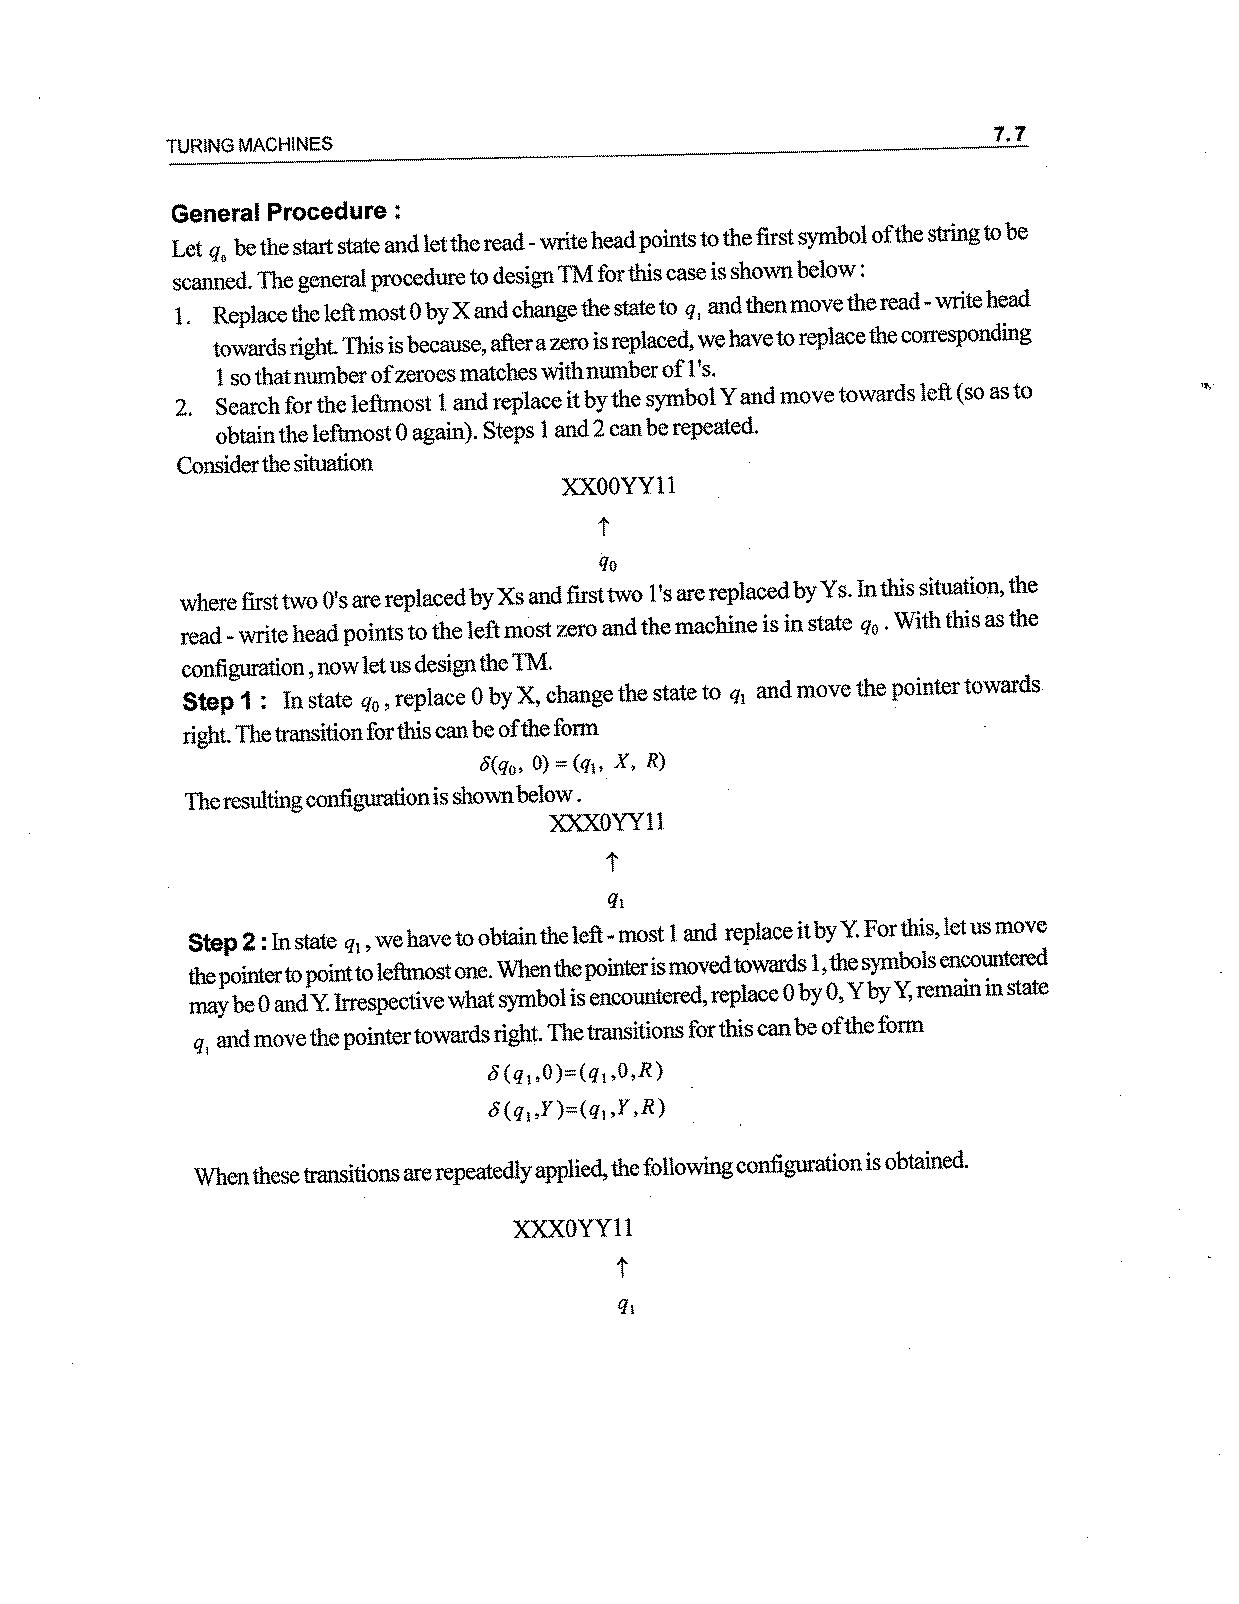 TURING MACHINES 7.7
General Procedure :
Let q₀ be the start state and let the read - write head points to the first symbol of the string to be
scanned. The general procedure to design TM for this case is shown below :
1. Replace the left most 0 by X and change the state to q₁ and then move the read - write head
towards right. This is because, after a zero is replaced, we have to replace the corresponding
1 so that number of zeroes matches with number of 1's.
2. Search for the leftmost 1 and replace it by the symbol Y and move towards left (so as to
obtain the leftmost 0 again). Steps 1 and 2 can be repeated.
Consider the situation
XX00YY11
↑
q₀
where first two 0's are replaced by Xs and first two 1's are replaced by Ys. In this situation, the
read - write head points to the left most zero and the machine is in state q₀ . With this as the
configuration , now let us design the TM.
Step 1 : In state q₀ , replace 0 by X, change the state to q₁ and move the pointer towards
right. The transition for this can be of the form
δ(q₀, 0) = (q₁, X, R)
The resulting configuration is shown below .
XXX0YY11
↑
q₁
Step 2 : In state q₁ , we have to obtain the left - most 1 and replace it by Y. For this, let us move
the pointer to point to leftmost one. When the pointer is moved towards 1, the symbols encountered
may be 0 and Y. Irrespective what symbol is encountered, replace 0 by 0, Y by Y, remain in state
q₁ and move the pointer towards right. The transitions for this can be of the form
δ(q₁,0)=(q₁,0,R)
δ(q₁,Y)=(q₁,Y,R)
When these transitions are repeatedly applied, the following configuration is obtained.
XXX0YY11
↑
q₁